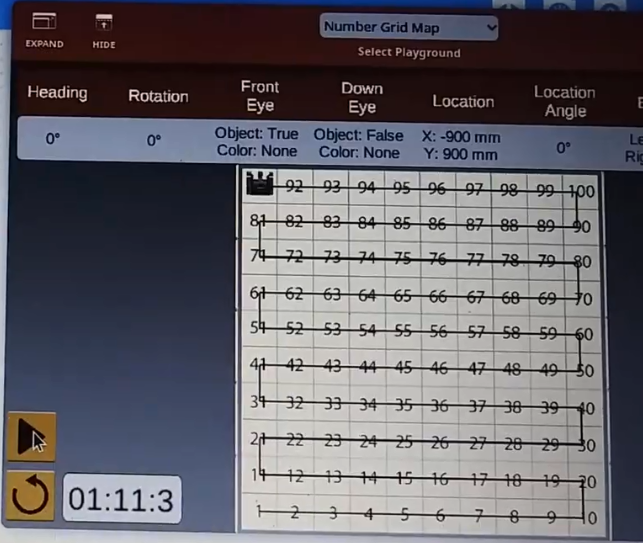 Number Grid Map
EXPAND HIDE Select Playground
Heading Rotation Front Eye Down Eye Location Location Angle
0° 0° Object: True Color: None Object: False Color: None X: -900 mm Y: 900 mm 0° Le Rig
92 93 94 95 96 97 98 99 100
81 82 83 84 85 86 87 88 89 90
71 72 73 74 75 76 77 78 79 80
61 62 63 64 65 66 67 68 69 70
51 52 53 54 55 56 57 58 59 60
41 42 43 44 45 46 47 48 49 50
31 32 33 34 35 36 37 38 39 40
21 22 23 24 25 26 27 28 29 30
11 12 13 14 15 16 17 18 19 20
1 2 3 4 5 6 7 8 9 10
01:11:3